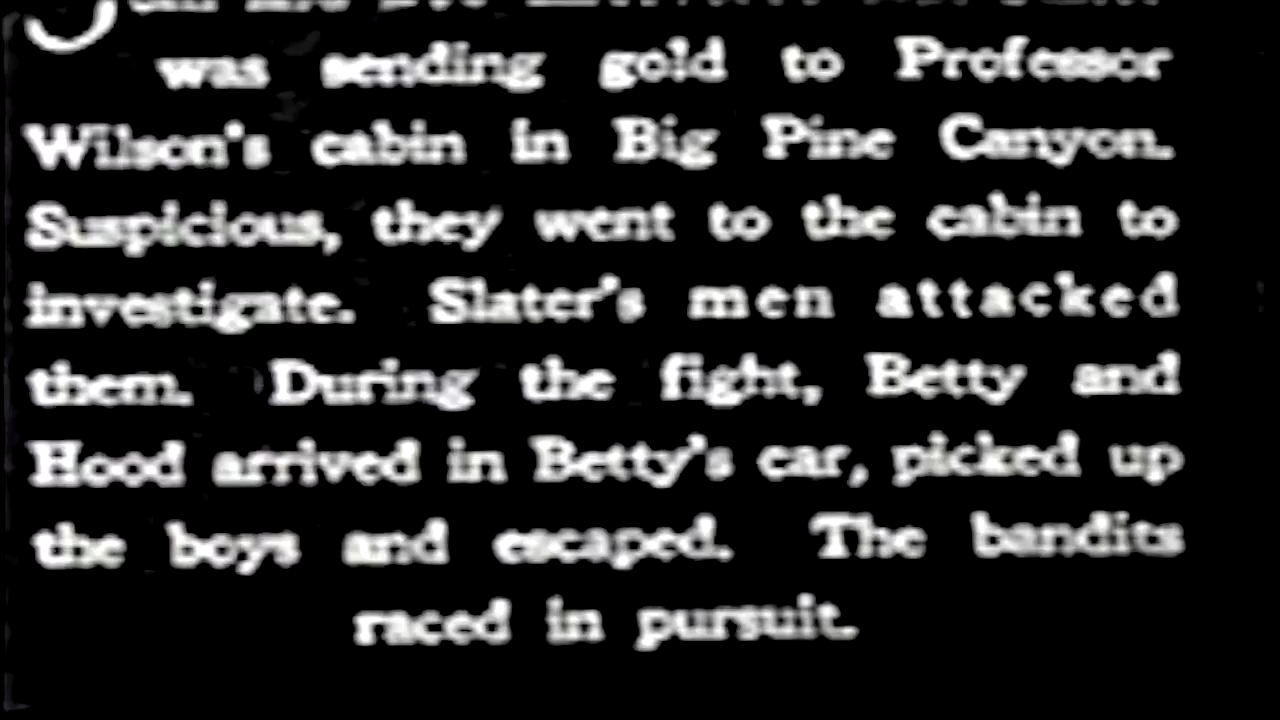 was sending gold to Professor
Wilson's cabin in Big Pine Canyon.
Suspicious, they went to the cabin to
investigate. Slater's men attacked
them. During the fight, Betty and
Hood arrived in Betty's car, picked up
the boys and escaped. The bandits
raced in pursuit.